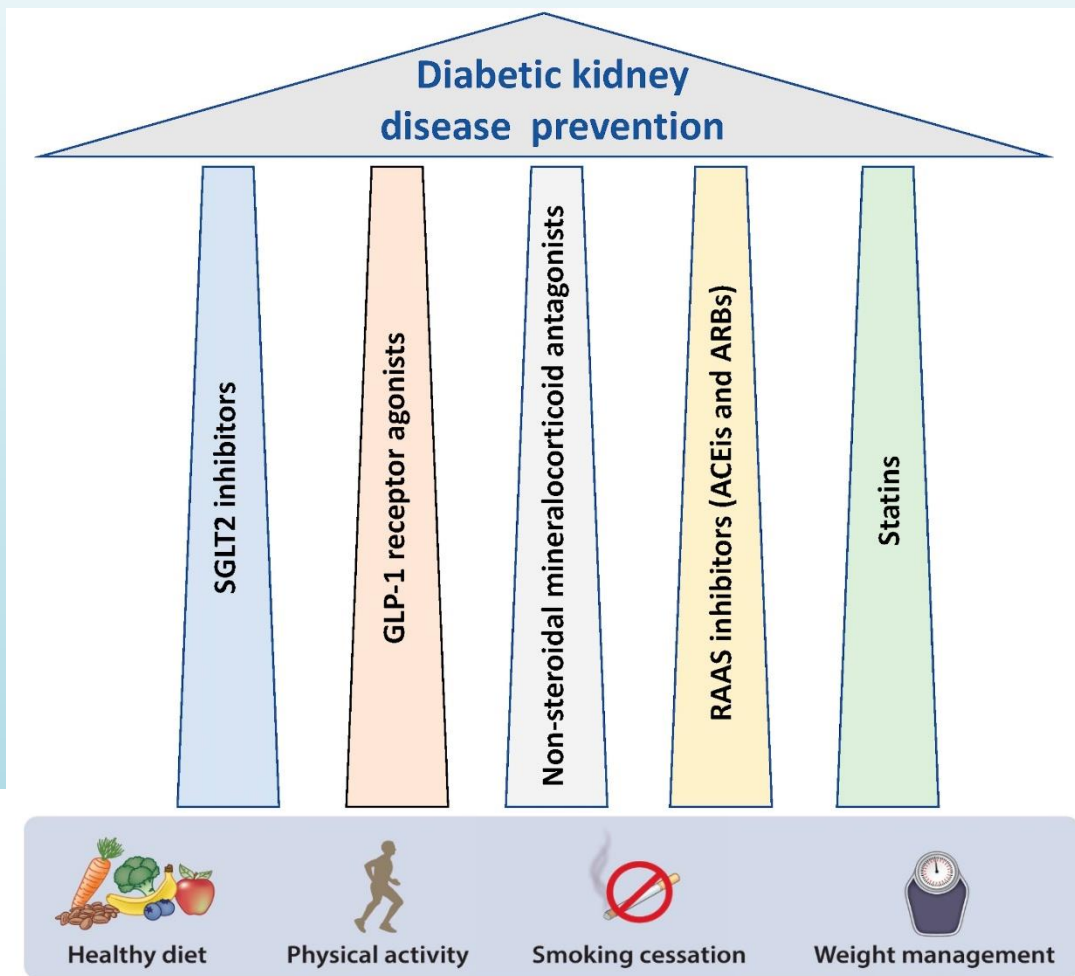 Diabetic kidney
disease prevention
SGLT2 inhibitors
GLP-1 receptor agonists
Non-steroidal mineralocorticoid antagonists
RAAS inhibitors (ACEis and ARBs)
Statins
Healthy diet
Physical activity
Smoking cessation
Weight management